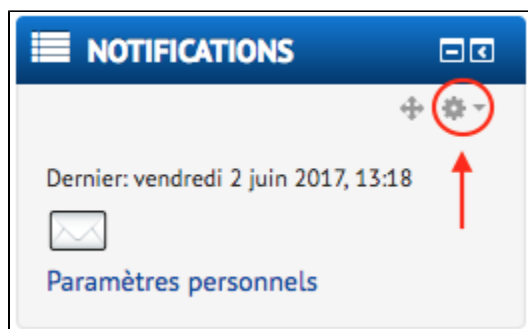 NOTIFICATIONS
Dernier: vendredi 2 juin 2017, 13:18
Paramètres personnels